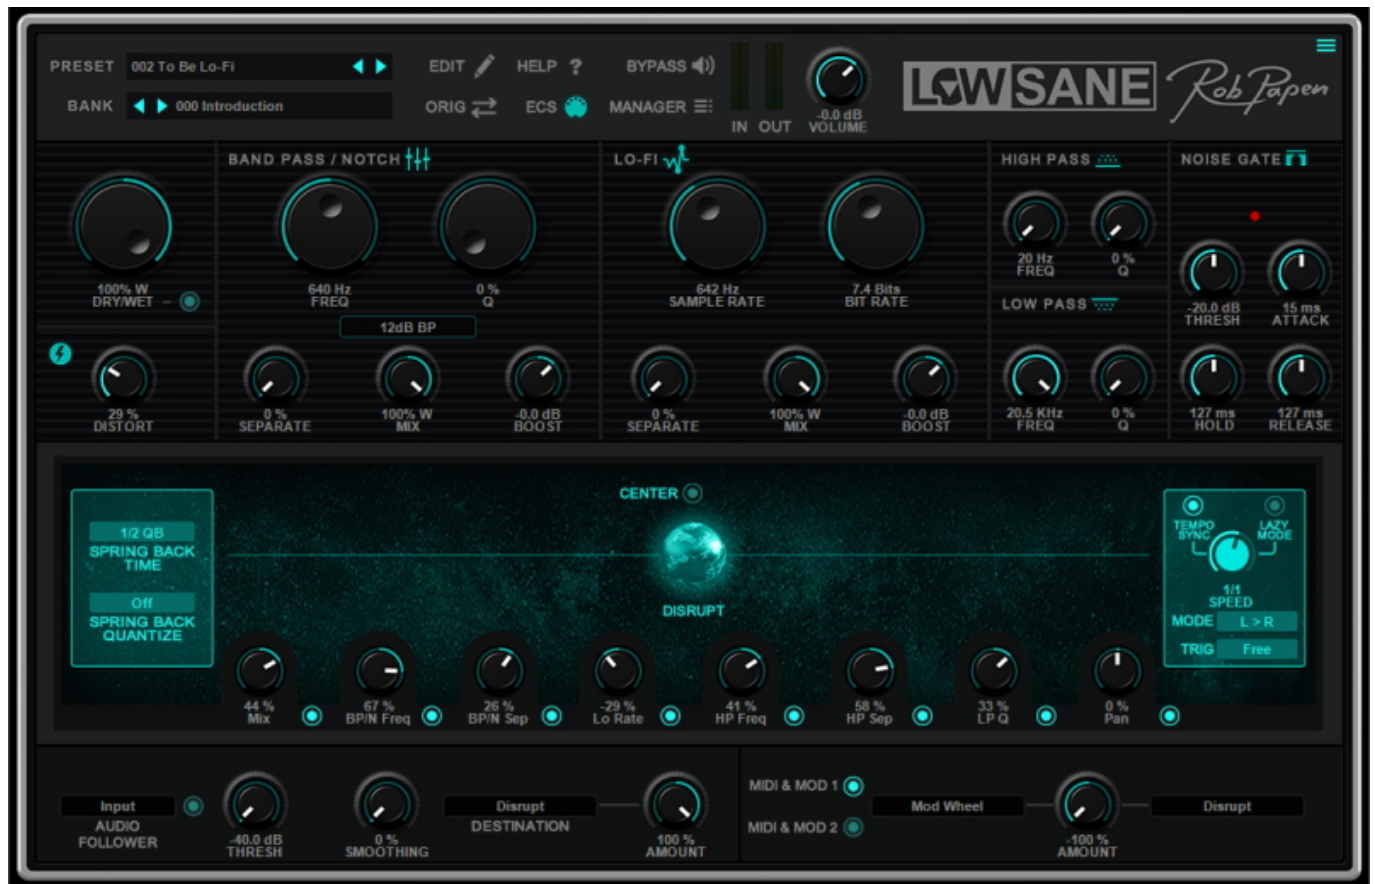 PRESET 002 To Be Lo-Fi EDIT HELP ? BYPASS
BANK 000 Introduction ORIG ECS MANAGER
IN OUT -0.0 dB VOLUME
LOWSANE Rob Papen
BAND PASS / NOTCH LO-FI HIGH PASS NOISE GATE
20 Hz 0 %
FREQ Q
100% W 640 Hz 0 % 642 Hz 7.4 Bits
DRY/WET FREQ Q SAMPLE RATE BIT RATE
LOW PASS
-20.0 dB 15 ms
THRESH ATTACK
12dB BP
29 % 0 % 100% W -0.0 dB 0 % 100% W -0.0 dB 20.5 KHz 0 % 127 ms 127 ms
DISTORT SEPARATE MIX BOOST SEPARATE MIX BOOST FREQ Q HOLD RELEASE
CENTER
1/2 QB
SPRING BACK
TIME
Off
SPRING BACK
QUANTIZE
DISRUPT
TEMPO LAZY
SYNC MODE
1/1
SPEED
MODE L > R
TRIG Free
44 % 67 % 26 % -29 % 41 % 58 % 33 % 0 %
Mix BP/N Freq BP/N Sep Lo Rate HP Freq HP Sep LP Q Pan
Input
AUDIO
FOLLOWER
-40.0 dB
THRESH
0 %
SMOOTHING
Disrupt
DESTINATION
100 %
AMOUNT
MIDI & MOD 1
MIDI & MOD 2
Mod Wheel
-100 %
AMOUNT
Disrupt